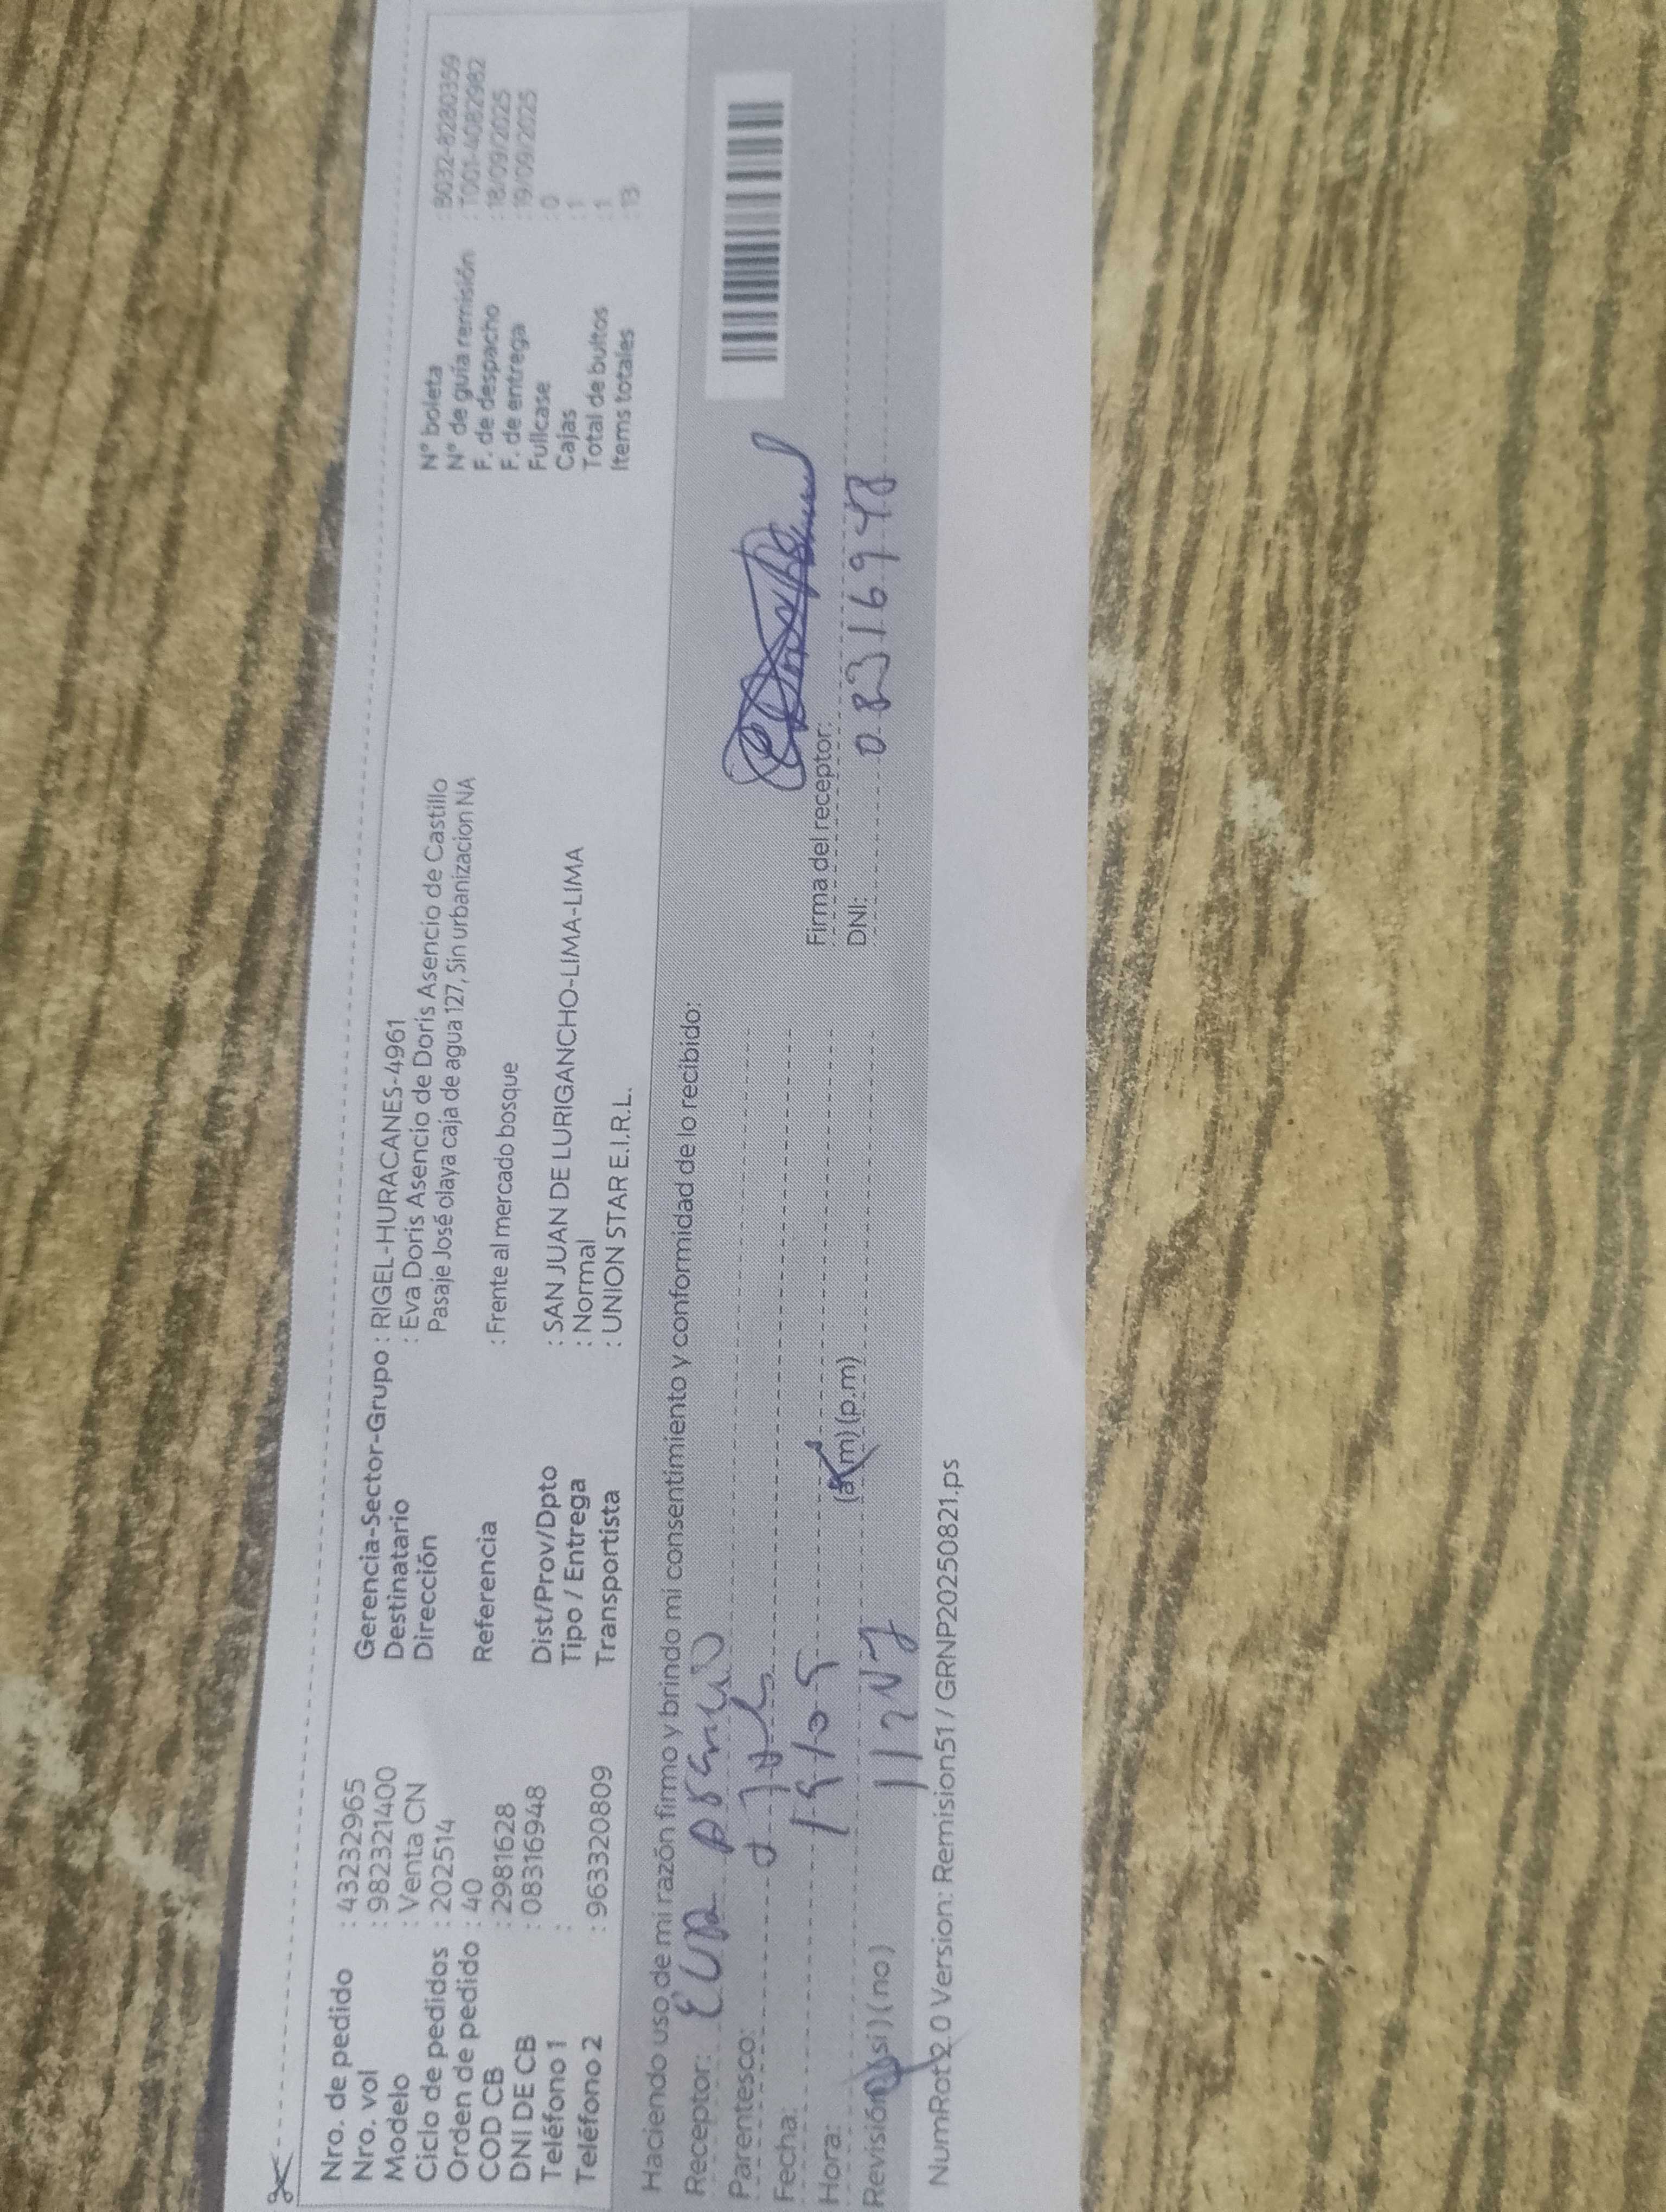 Nro. de pedido : 43232965
Nro. vol : 982321400
Modelo : Venta CN
Ciclo de pedidos : 202514
Orden de pedido : 40
COD CB : 2981628
DNI DE CB : 08316948
Teléfono 1 :
Teléfono 2 : 963320809
Gerencia-Sector-Grupo : RIGEL-HURACANES-4961
Destinatario : Eva Doris Asencio de Doris Asencio de Castillo
Dirección Pasaje José olaya caja de agua 127, Sin urbanizacion NA
Referencia : Frente al mercado bosque
Dist/Prov/Dpto : SAN JUAN DE LURIGANCHO-LIMA-LIMA
Tipo / Entrega : Normal
Transportista : UNION STAR E.I.R.L.
N° boleta : B032-8280359
N° de guía remisión : T001-40829982
F. de despacho : 18/09/2025
F. de entrega : 19/09/2025
Fullcase : 0
Cajas : 1
Total de bultos : 1
Items totales : 13
Haciendo uso de mi razón firmo y brindo mi consentimiento y conformidad de lo recibido:
Receptor:
Parentesco:
Fecha:
Hora: (a.m) (p.m)
Revisión (si) (no)
Firma del receptor:
DNI: 08316948
NumRot 2.0 Version: Remision51 / GRNP20250821.ps